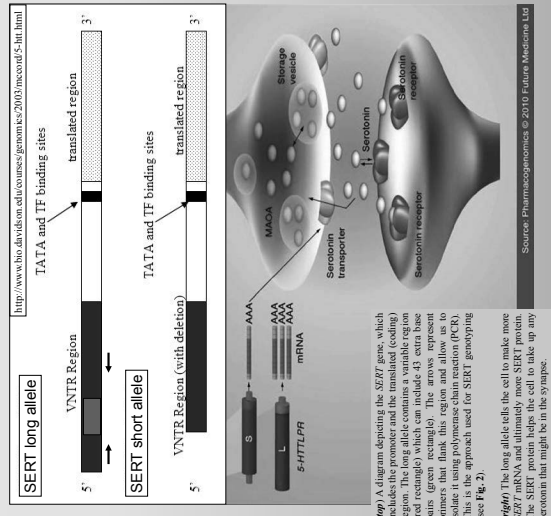 http://www.bio.davidson.edu/courses/genomics/2003/mccord/5-htt.html
SERT long allele
VNTR Region
TATA and TF binding sites
translated region
5'
3'
SERT short allele
VNTR Region (with deletion)
TATA and TF binding sites
translated region
5'
3'
S
L
5-HTTLPR
AAA
AAA
AAA
AAA
mRNA
MAOA
Storage
vesicle
Serotonin
transporter
Serotonin
Serotonin receptor
Serotonin
receptor
Source: Pharmacogenomics © 2010 Future Medicine Ltd
top) A diagram depicting the SERT gene, which
ncludes the promoter and the translated (coding)
egion. The long allele contains a variable region
red rectangle) which can include 43 extra base
airs (green rectangle). The arrows represent
rimers that flank this region and allow us to
solate it using polymerase chain reaction (PCR).
his is the approach used for SERT genotyping
see Fig. 2).
right) The long allele tells the cell to make more
SERT mRNA and ultimately more SERT protein.
he SERT protein helps the cell to take up any
erotonin that might be in the synapse.